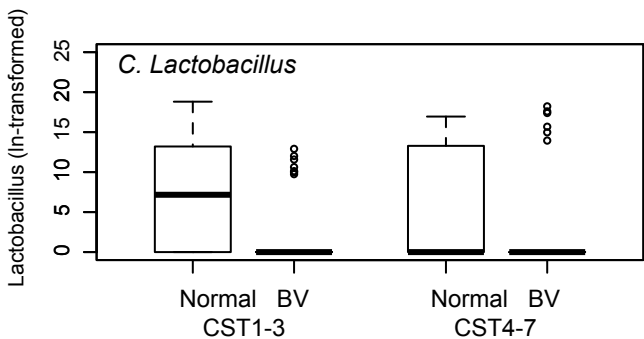 C. Lactobacillus
Lactobacillus (ln-transformed)
25
20
15
10
5
0
Normal BV Normal BV
CST1-3 CST4-7